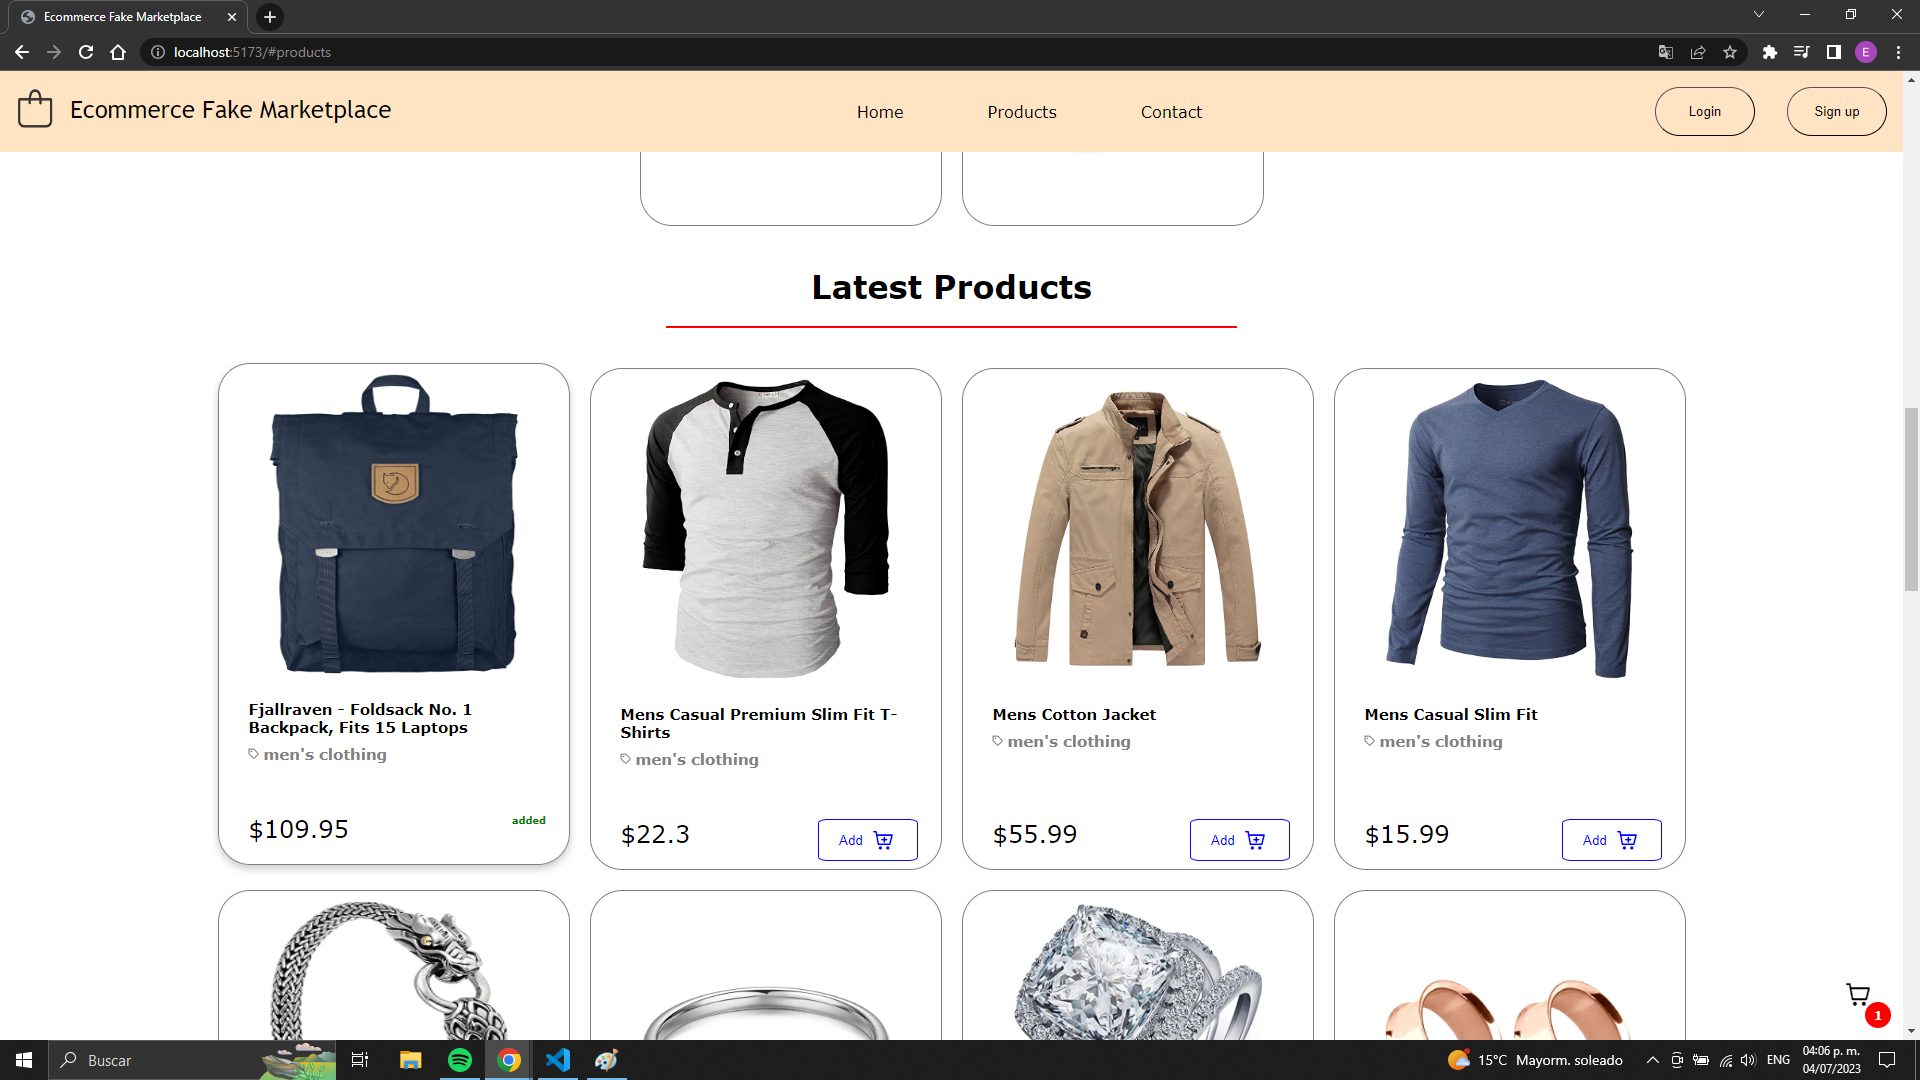 Ecommerce Fake Marketplace
localhost:5173/#products
E
Ecommerce Fake Marketplace
Home
Products
Contact
Login
Sign up
Latest Products
Fjallraven - Foldsack No. 1
Backpack, Fits 15 Laptops
men's clothing
$109.95
added
Mens Casual Premium Slim Fit T-
Shirts
men's clothing
$22.3
Add
Mens Cotton Jacket
men's clothing
$55.99
Add
Mens Casual Slim Fit
men's clothing
$15.99
Add
1
Buscar
15°C Mayorm. soleado
ENG
04:06 p. m.
04/07/2023